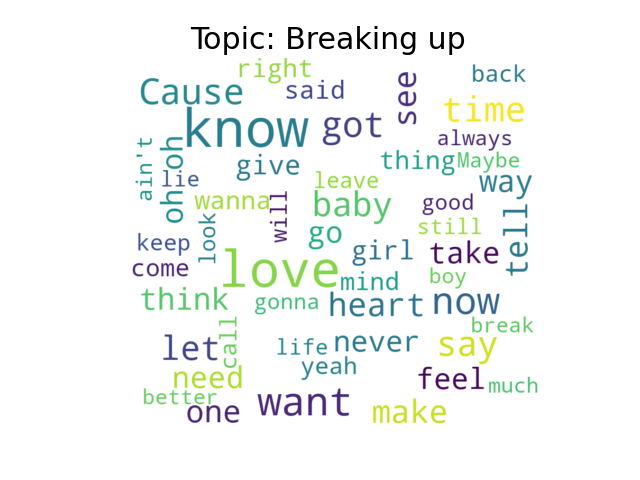 Topic: Breaking up
right
back
Cause
said
see
time
know
got
always
ain't
oh oh
give
thing
Maybe
lie
leave
way
wanna
will
baby
good
look
go
still
tell
keep
girl
take
come
love
mind
boy
think
gonna
heart
now
break
let
call
life
never
say
yeah
need
feel
much
better
one
want
make